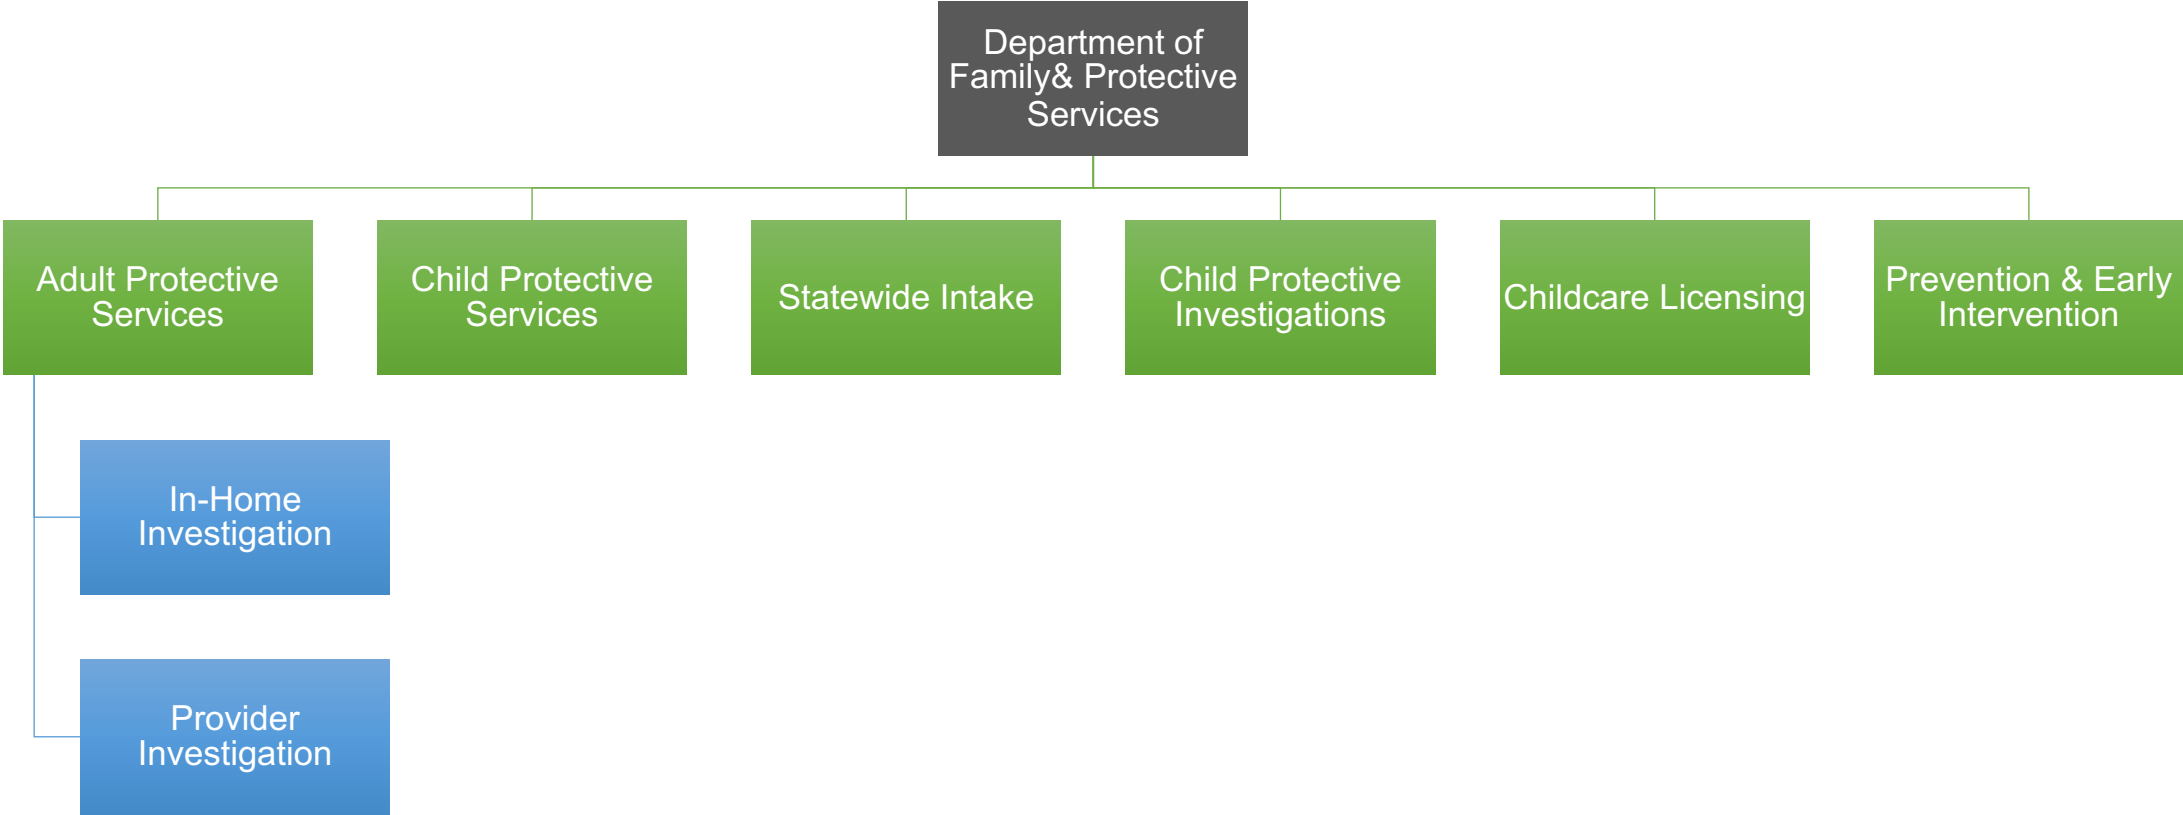 Department of
Family& Protective
Services
Adult Protective
Services
Child Protective
Services
Statewide Intake
Child Protective
Investigations
Childcare Licensing
Prevention & Early
Intervention
In-Home
Investigation
Provider
Investigation